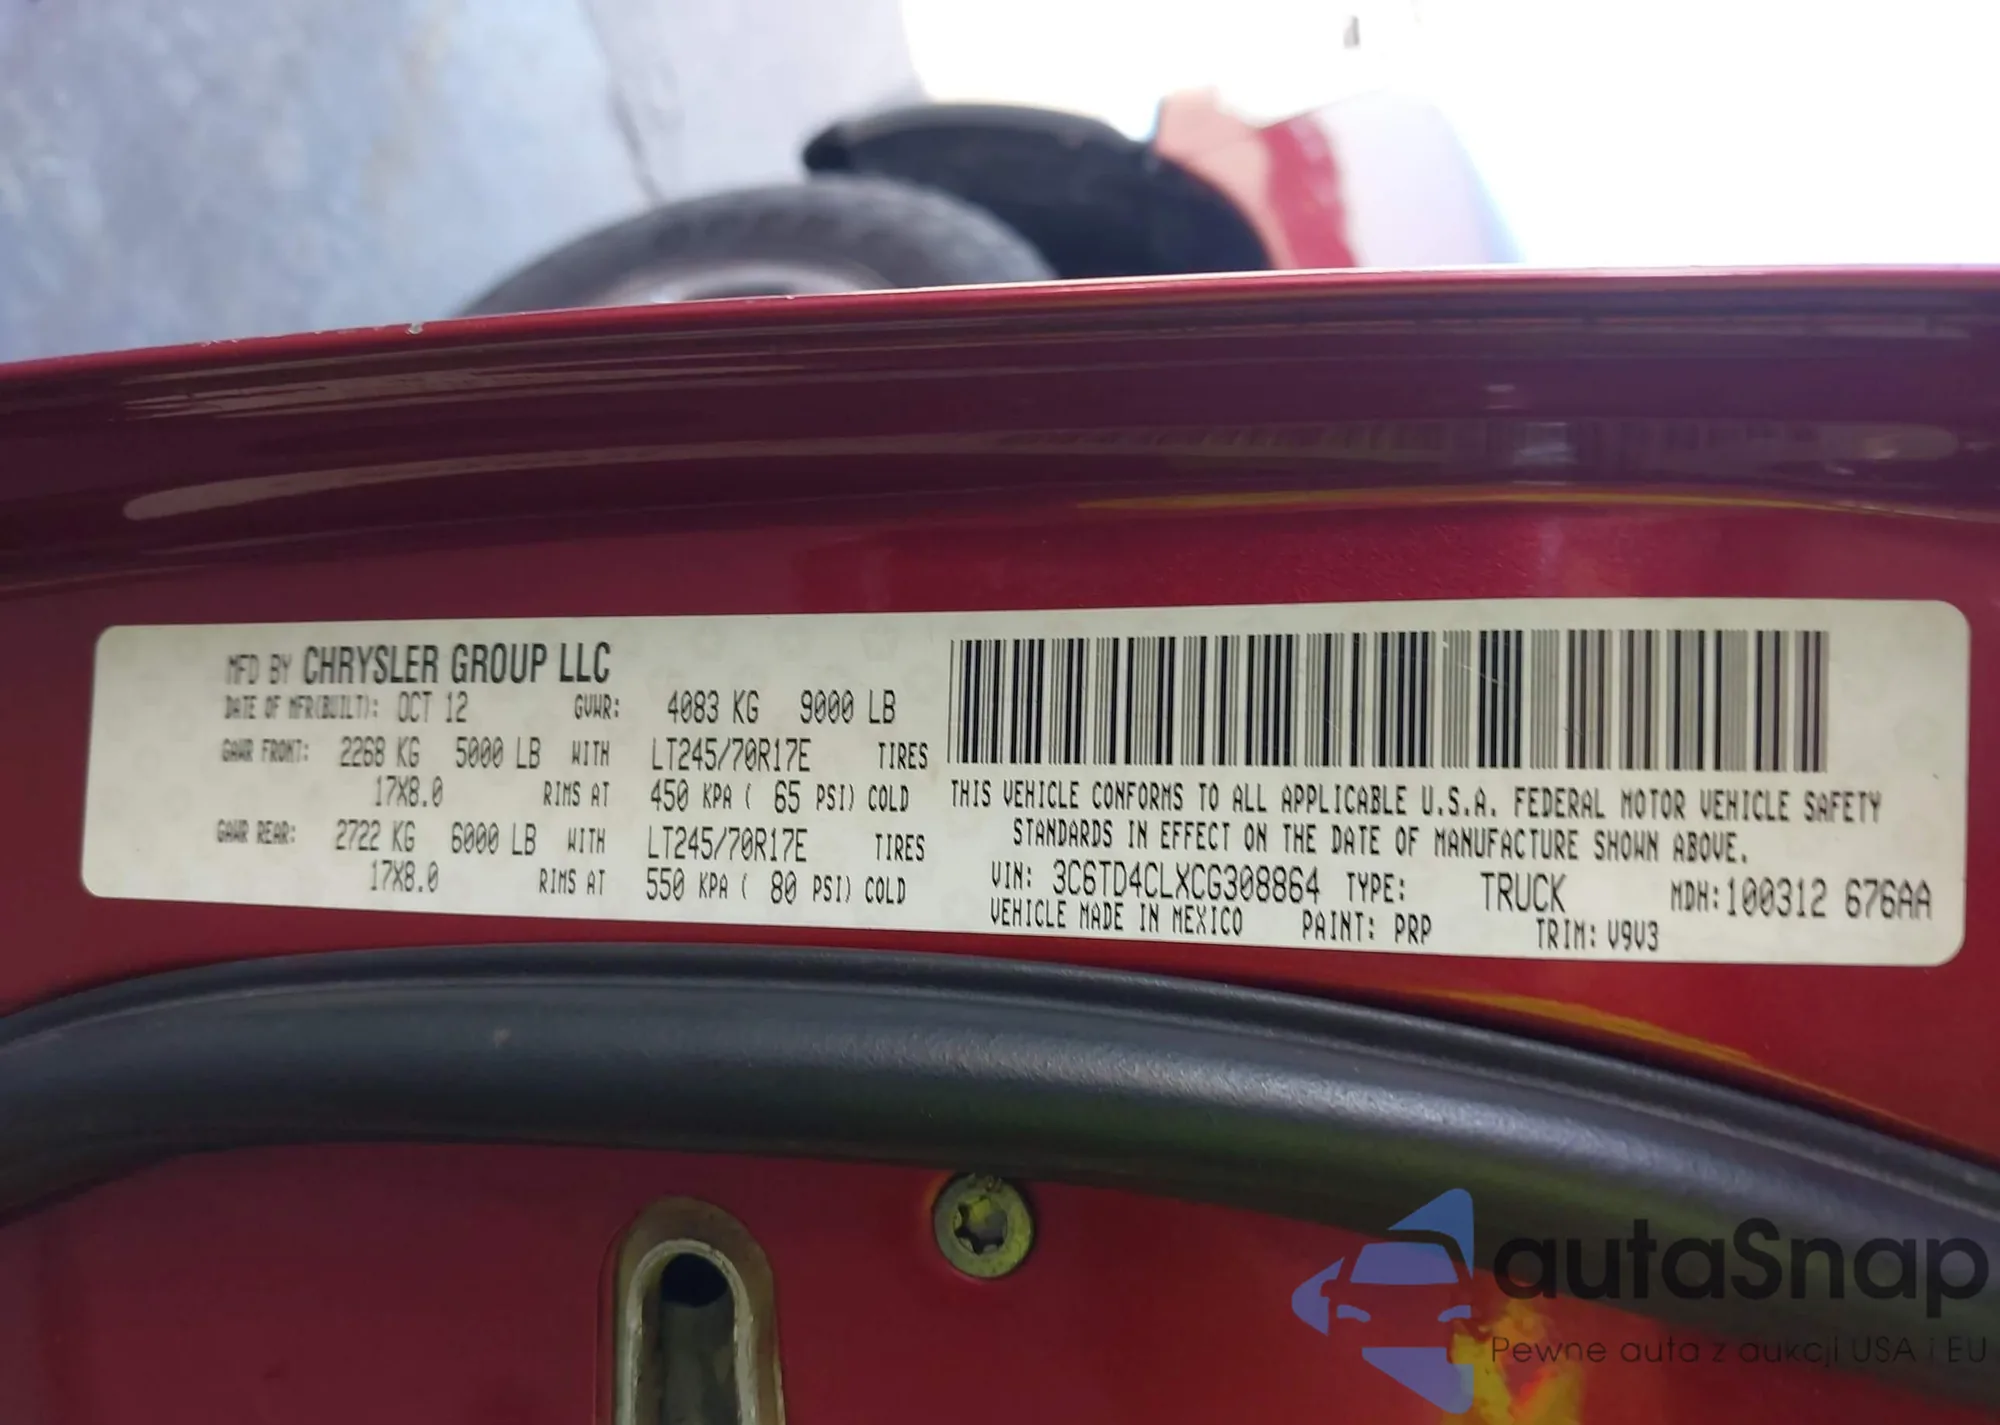 MFD BY CHRYSLER GROUP LLC
DATE OF MFR(BUILT): OCT 12 GVWR: 4083 KG 9000 LB
GAWR FRONT: 2268 KG 5000 LB WITH LT245/70R17E TIRES
17X8.0 RIMS AT 450 KPA ( 65 PSI) COLD
GAWR REAR: 2722 KG 6000 LB WITH LT245/70R17E TIRES
17X8.0 RIMS AT 550 KPA ( 80 PSI) COLD
THIS VEHICLE CONFORMS TO ALL APPLICABLE U.S.A. FEDERAL MOTOR VEHICLE SAFETY
STANDARDS IN EFFECT ON THE DATE OF MANUFACTURE SHOWN ABOVE.
VIN: 3C6TD4CLXCG308864 TYPE: TRUCK MDH:100312 676AA
VEHICLE MADE IN MEXICO PAINT: PRP TRIM: V9V3
autaSnap
Pewne auta z aukcji USA i EU